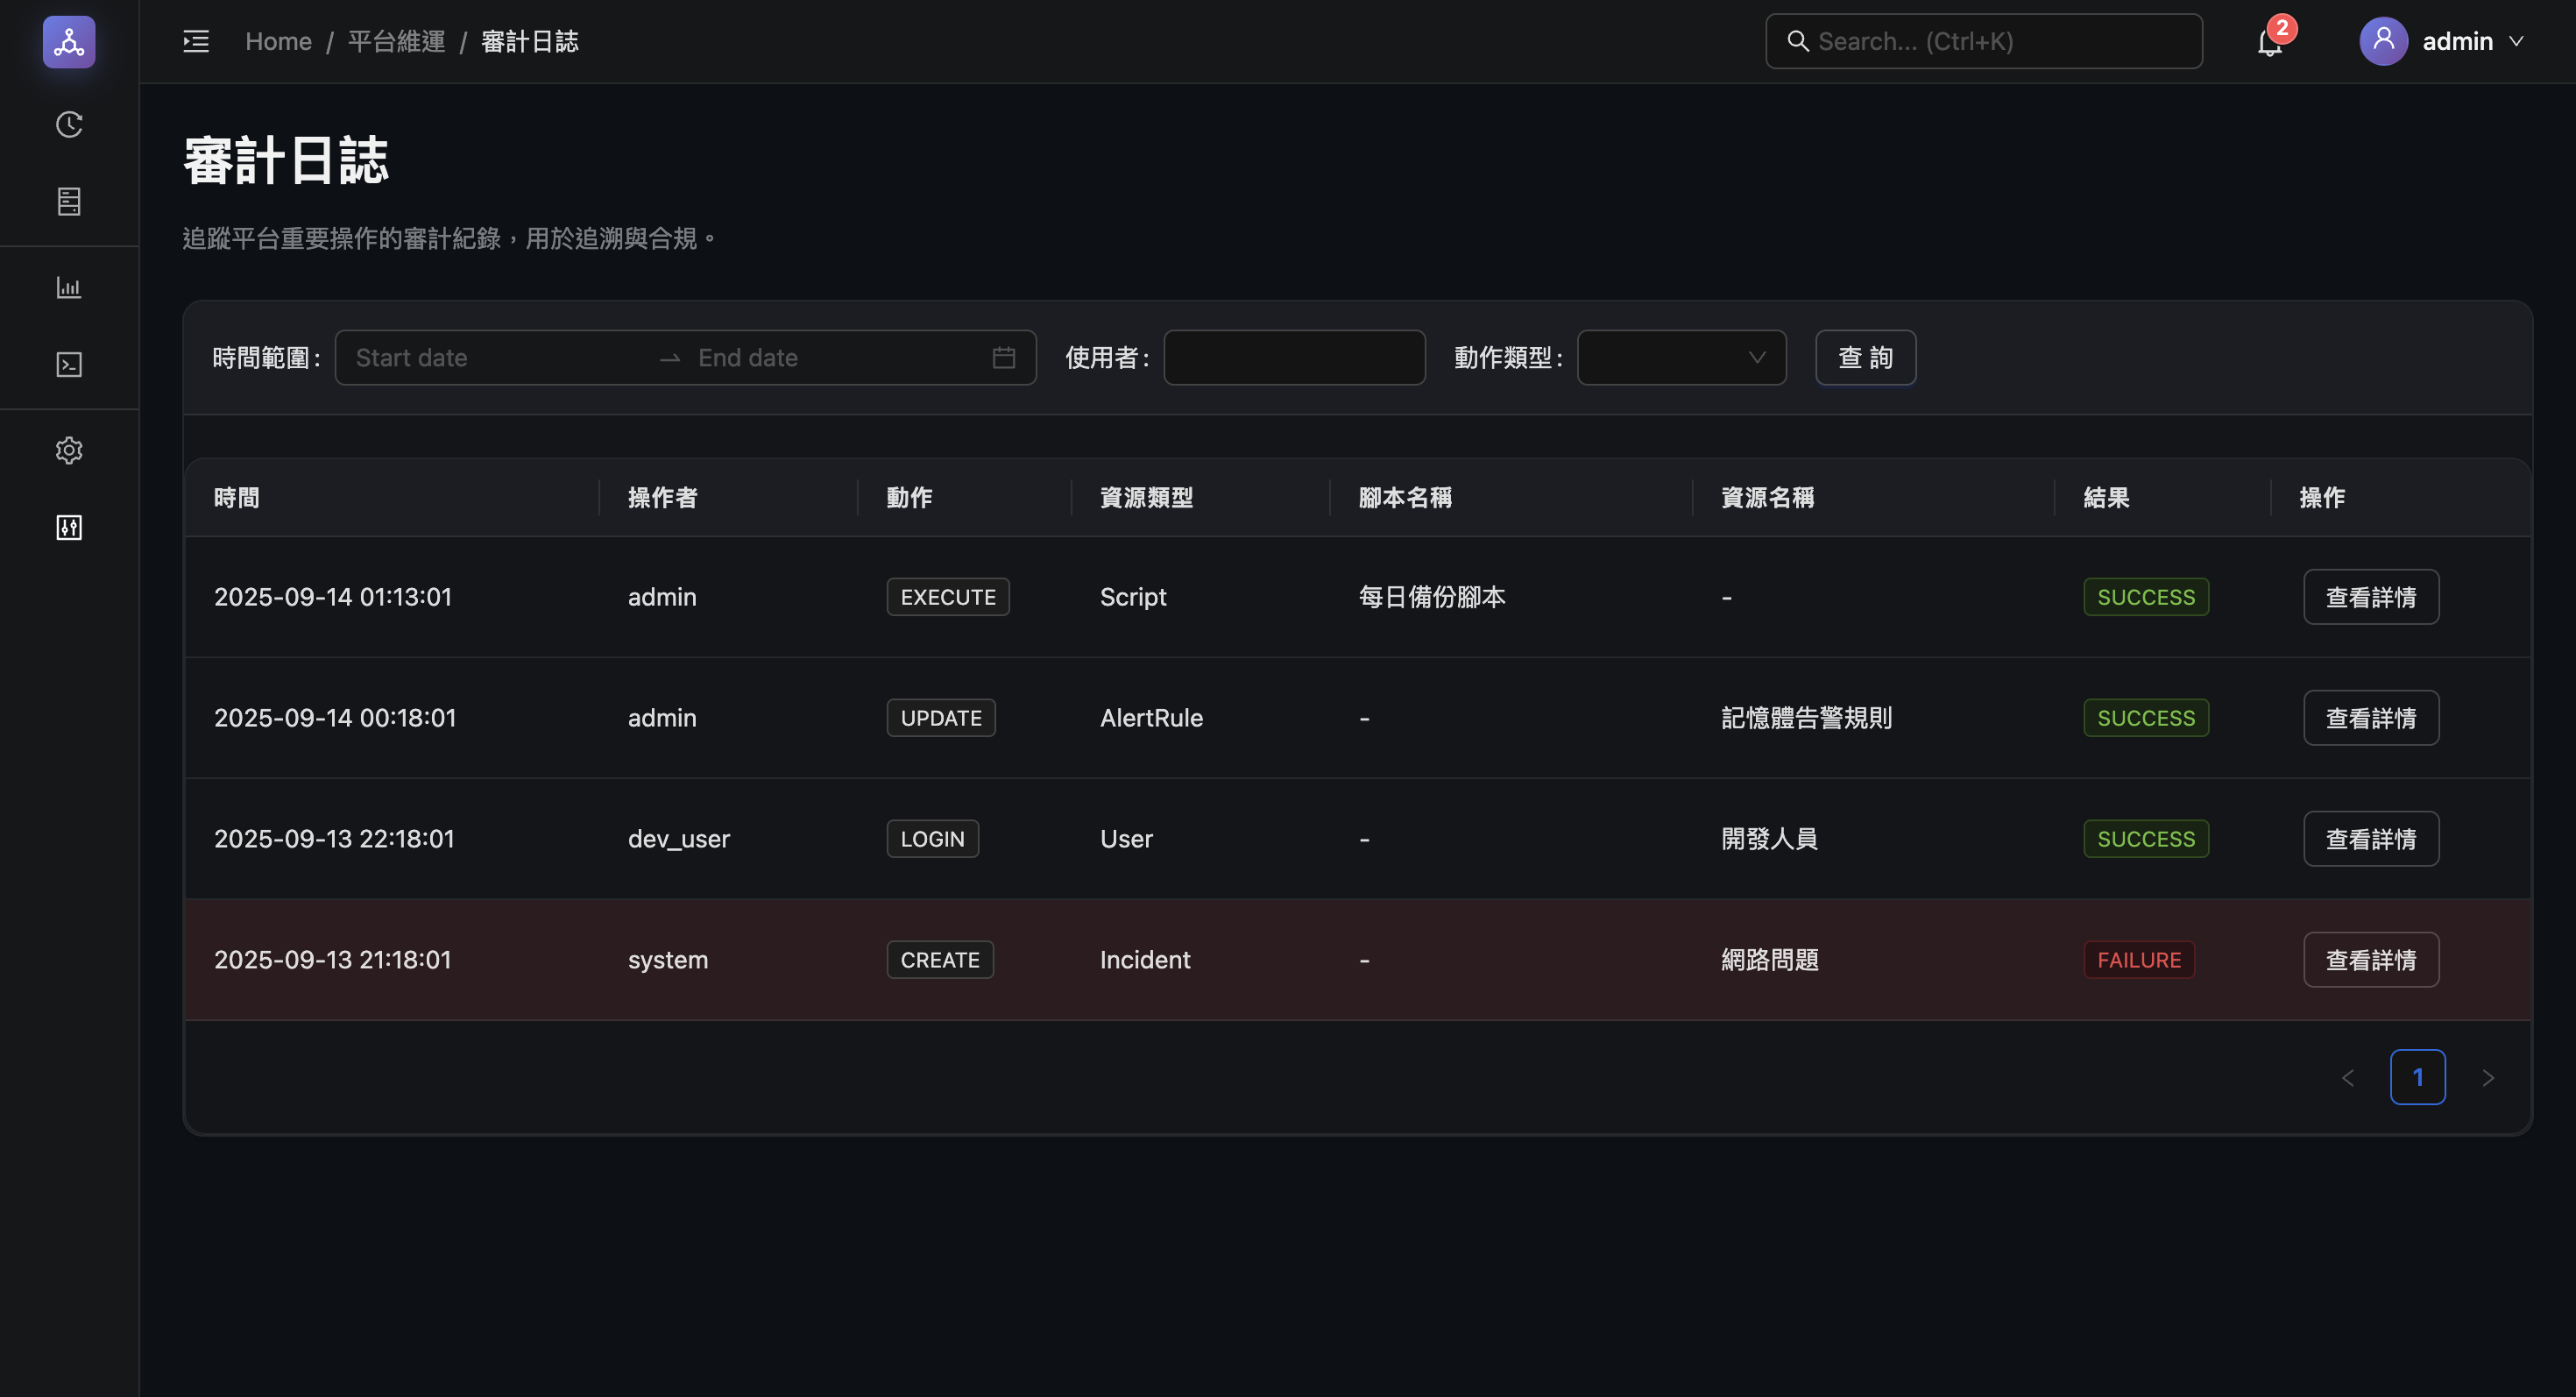 Home / 平台維運 / 審計日誌
Search... (Ctrl+K)
2
admin
審計日誌
追蹤平台重要操作的審計紀錄，用於追溯與合規。
時間範圍 : Start date End date 使用者 : 動作類型 : 查 詢
時間 操作者 動作 資源類型 腳本名稱 資源名稱 結果 操作
2025-09-14 01:13:01 admin EXECUTE Script 每日備份腳本 - SUCCESS 查看詳情
2025-09-14 00:18:01 admin UPDATE AlertRule - 記憶體告警規則 SUCCESS 查看詳情
2025-09-13 22:18:01 dev_user LOGIN User - 開發人員 SUCCESS 查看詳情
2025-09-13 21:18:01 system CREATE Incident - 網路問題 FAILURE 查看詳情
1